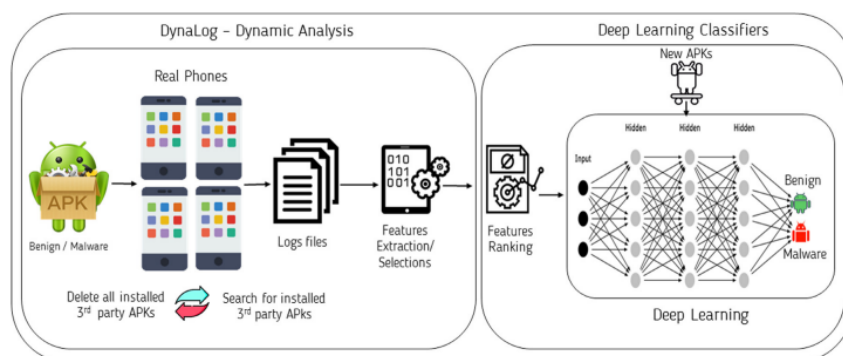 DynaLog – Dynamic Analysis
Real Phones
APK
Benign / Malware
Logs files
010
101
001
Features
Extraction/
Selections
Delete all installed
3rd party APKs
Search for installed
3rd party APks
Deep Learning Classifiers
New APKs
Features
Ranking
Input
Hidden
Hidden
Hidden
Benign
Malware
Deep Learning